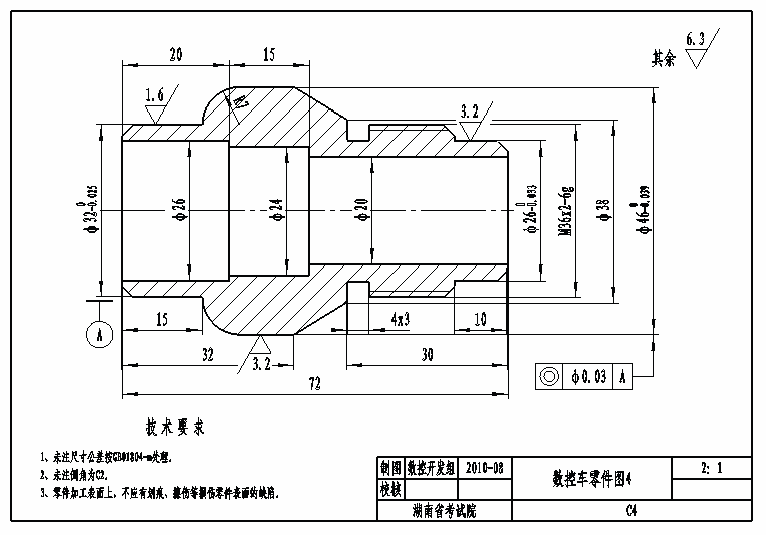 20
15
其余 6.3
1.6
R7
3.2
φ32 0 -0.025
φ26
φ24
φ20
φ26 0 -0.033
M36x2-6g
φ38
φ46 0 -0.039
A
15
4x3
10
32
3.2
30
72
◎ φ0.03 A
技术要求
1、未注尺寸公差按GB01804-m处理。
2、未注倒角为C2。
3、零件加工表面上，不应有划痕、擦伤等损伤零件表面的缺陷。
制图 数控开发组 2010-08 数控车零件图4 2：1
校核
湖南省考试院 C4